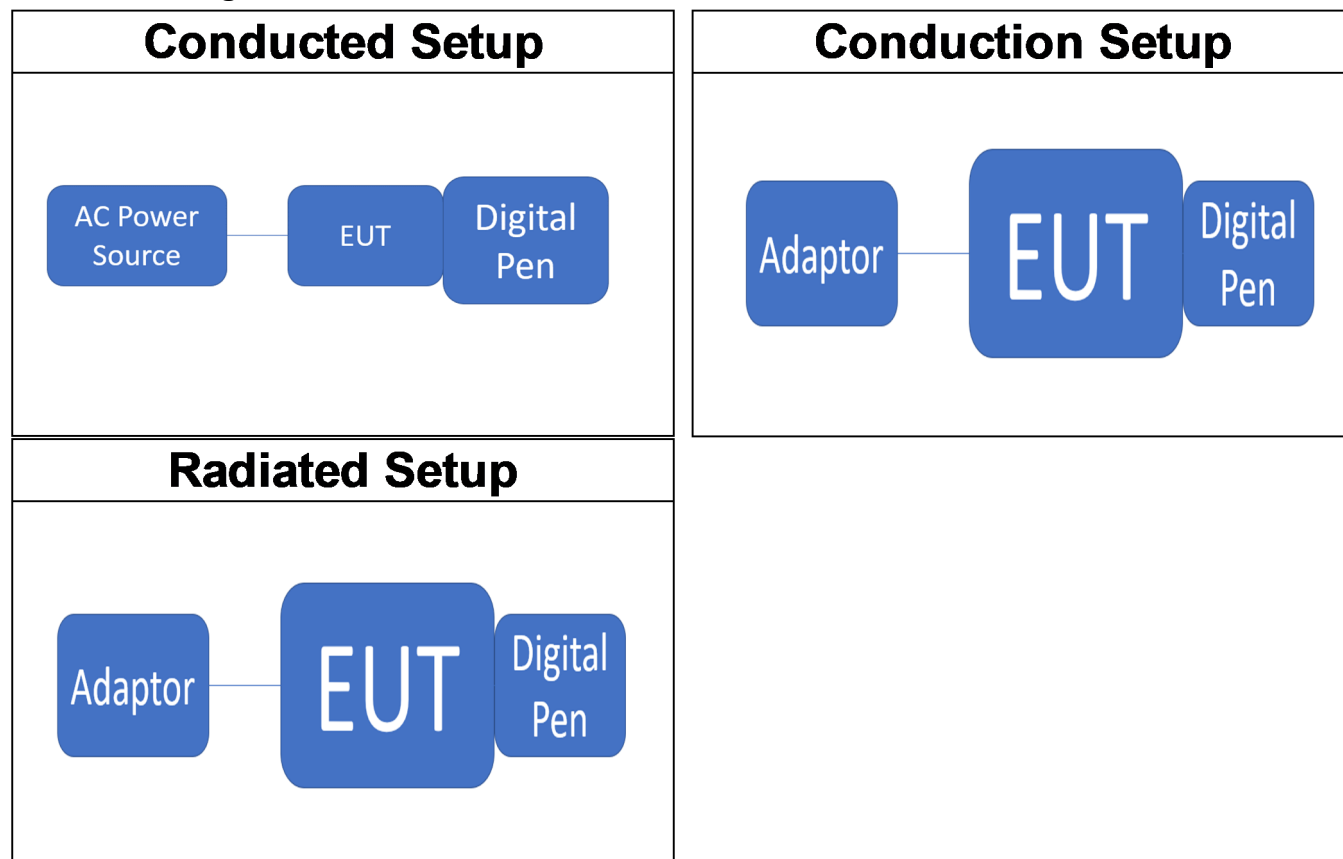 Conducted Setup
AC Power
Source
EUT
Digital
Pen
Conduction Setup
Adaptor
EUT
Digital
Pen
Radiated Setup
Adaptor
EUT
Digital
Pen